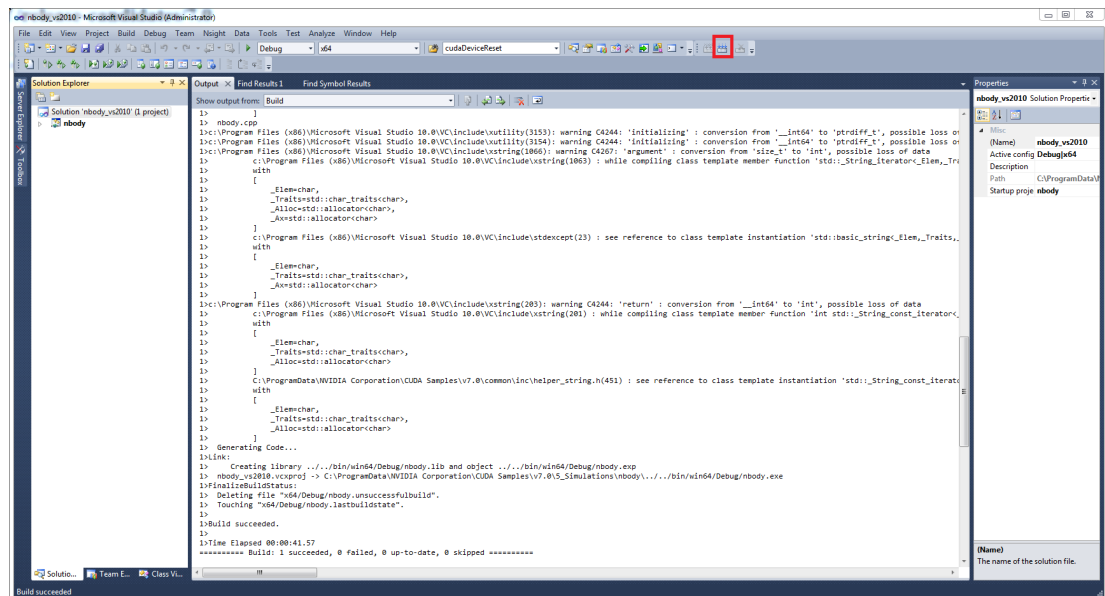 nbody_vs2010 - Microsoft Visual Studio (Administrator)
File Edit View Project Build Debug Team Nsight Data Tools Test Analyze Window Help
Debug x64 cudaDeviceReset
Solution Explorer
Output Find Results 1 Find Symbol Results
Properties
Show output from: Build
nbody_vs2010 Solution Propertie
Solution 'nbody_vs2010' (1 project)
nbody
Server Explorer
Toolbox
1> ]
1> nbody.cpp
1>c:\Program Files (x86)\Microsoft Visual Studio 10.0\VC\include\xutility(3153): warning C4244: 'initializing' : conversion from '__int64' to 'ptrdiff_t', possible loss of
1>c:\Program Files (x86)\Microsoft Visual Studio 10.0\VC\include\xutility(3154): warning C4244: 'initializing' : conversion from '__int64' to 'ptrdiff_t', possible loss of
1>c:\Program Files (x86)\Microsoft Visual Studio 10.0\VC\include\xstring(1066): warning C4267: 'argument' : conversion from 'size_t' to 'int', possible loss of data
1> c:\Program Files (x86)\Microsoft Visual Studio 10.0\VC\include\xstring(1063) : while compiling class template member function 'std::_String_iterator<_Elem,_Tra
1> with
1> [
1> _Elem=char,
1> _Traits=std::char_traits<char>,
1> _Alloc=std::allocator<char>,
1> _Ax=std::allocator<char>
1> ]
1> c:\Program Files (x86)\Microsoft Visual Studio 10.0\VC\include\stdexcept(23) : see reference to class template instantiation 'std::basic_string<_Elem,_Traits,_
1> with
1> [
1> _Elem=char,
1> _Traits=std::char_traits<char>,
1> _Ax=std::allocator<char>
1> ]
1>c:\Program Files (x86)\Microsoft Visual Studio 10.0\VC\include\xstring(203): warning C4244: 'return' : conversion from '__int64' to 'int', possible loss of data
1> c:\Program Files (x86)\Microsoft Visual Studio 10.0\VC\include\xstring(201) : while compiling class template member function 'int std::_String_const_iterator<_
1> with
1> [
1> _Elem=char,
1> _Traits=std::char_traits<char>,
1> _Alloc=std::allocator<char>
1> ]
1> C:\ProgramData\NVIDIA Corporation\CUDA Samples\v7.0\common\inc\helper_string.h(451) : see reference to class template instantiation 'std::_String_const_iterato
1> with
1> [
1> _Elem=char,
1> _Traits=std::char_traits<char>,
1> _Alloc=std::allocator<char>
1> ]
1> Generating Code...
1>Link:
1> Creating library ../../bin/win64/Debug/nbody.lib and object ../../bin/win64/Debug/nbody.exp
1> nbody_vs2010.vcxproj -> C:\ProgramData\NVIDIA Corporation\CUDA Samples\v7.0\5_Simulations\nbody\../../bin/win64/Debug/nbody.exe
1>FinalizeBuildStatus:
1> Deleting file "x64/Debug/nbody.unsuccessfulbuild".
1> Touching "x64/Debug/nbody.lastbuildstate".
1>
1>Build succeeded.
1>
1>Time Elapsed 00:00:41.57
========== Build: 1 succeeded, 0 failed, 0 up-to-date, 0 skipped ==========
Misc
(Name) nbody_vs2010
Active config Debug|x64
Description
Path C:\ProgramData\N
Startup proje nbody
(Name)
The name of the solution file.
Solutio... Team E... Class Vi...
Build succeeded